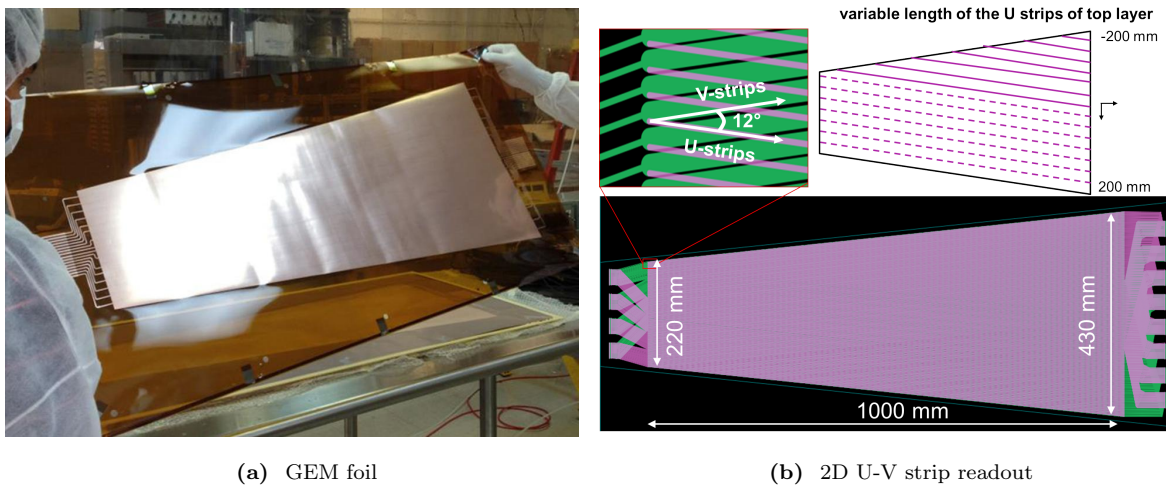 variable length of the U strips of top layer
-200 mm
V-strips
12°
U-strips
200 mm
220 mm
430 mm
1000 mm
(a) GEM foil
(b) 2D U-V strip readout